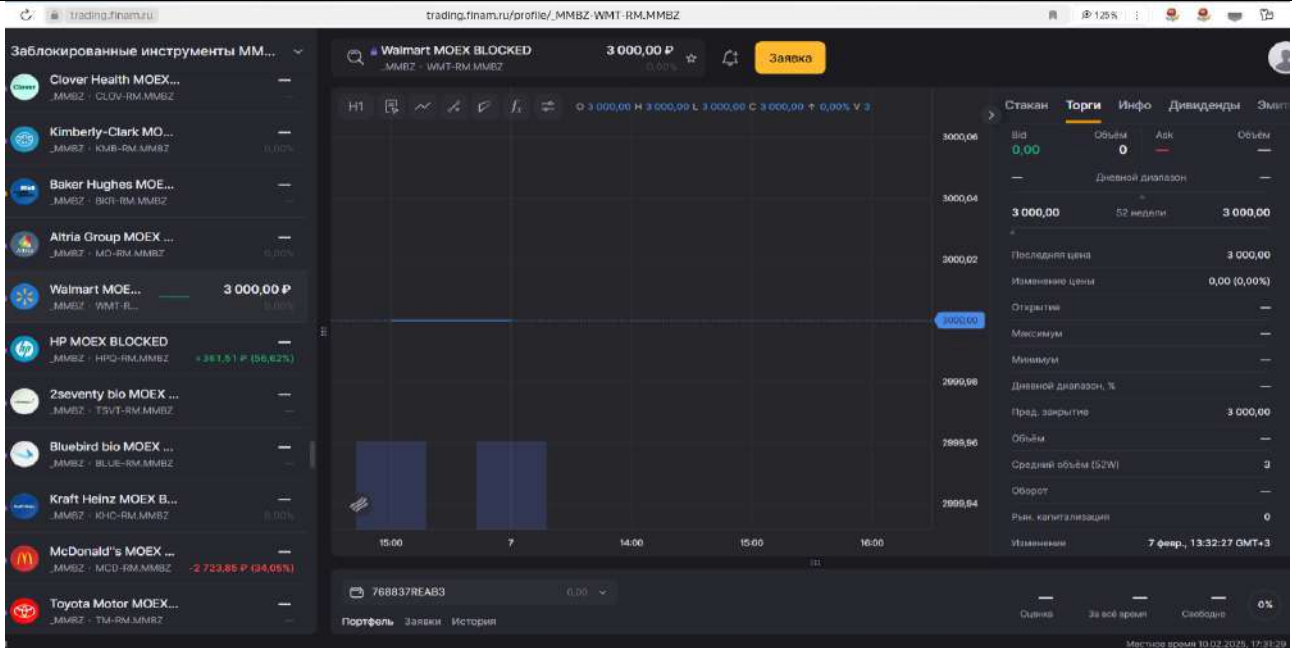 trading.finam.ru
trading.finam.ru/profile/_MMBZ-WMT-RM.MMBZ
125%
Заблокированные инструменты ММ...
Clover Health MOEX...
_MMBZ · CLOV-RM.MMBZ
Kimberly-Clark MO...
_MMBZ · KMB-RM.MMBZ 0,00%
Baker Hughes MOE...
_MMBZ · BKR-RM.MMBZ
Altria Group MOEX ...
_MMBZ · MO-RM.MMBZ 0,00%
Walmart MOE... 3 000,00 ₽
_MMBZ · WMT-R... 0,00%
HP MOEX BLOCKED
_MMBZ · HPQ-RM.MMBZ +361,51 ₽ (56,62%)
2seventy bio MOEX ...
_MMBZ · TSVT-RM.MMBZ
Bluebird bio MOEX ...
_MMBZ · BLUE-RM.MMBZ
Kraft Heinz MOEX B...
_MMBZ · KHC-RM.MMBZ 0,00%
McDonald"s MOEX ...
_MMBZ · MCD-RM.MMBZ -2 723,85 ₽ (34,05%)
Toyota Motor MOEX...
_MMBZ · TM-RM.MMBZ
Walmart MOEX BLOCKED 3 000,00 ₽
_MMBZ · WMT-RM.MMBZ 0,00%
Заявка
H1 O 3 000,00 H 3 000,00 L 3 000,00 C 3 000,00 ↑ 0,00% V 3
3000,06
3000,04
3000,02
3000,00
2999,98
2999,96
2999,94
15:00 7 14:00 15:00 16:00
Стакан Торги Инфо Дивиденды Эмит
Bid Объём Ask Объём
0,00 0 — —
— Дневной диапазон —
3 000,00 52 недели 3 000,00
Последняя цена 3 000,00
Изменение цены 0,00 (0,00%)
Открытие —
Максимум —
Минимум —
Дневной диапазон, % —
Пред. закрытие 3 000,00
Объём —
Средний объём (52W) 3
Оборот —
Рын. капитализация 0
Изменение 7 февр., 13:32:27 GMT+3
768837REAB3 0,00
Портфель Заявки История
Оценка За всё время Свободно 0%
Местное время 10.02.2025, 17:31:29